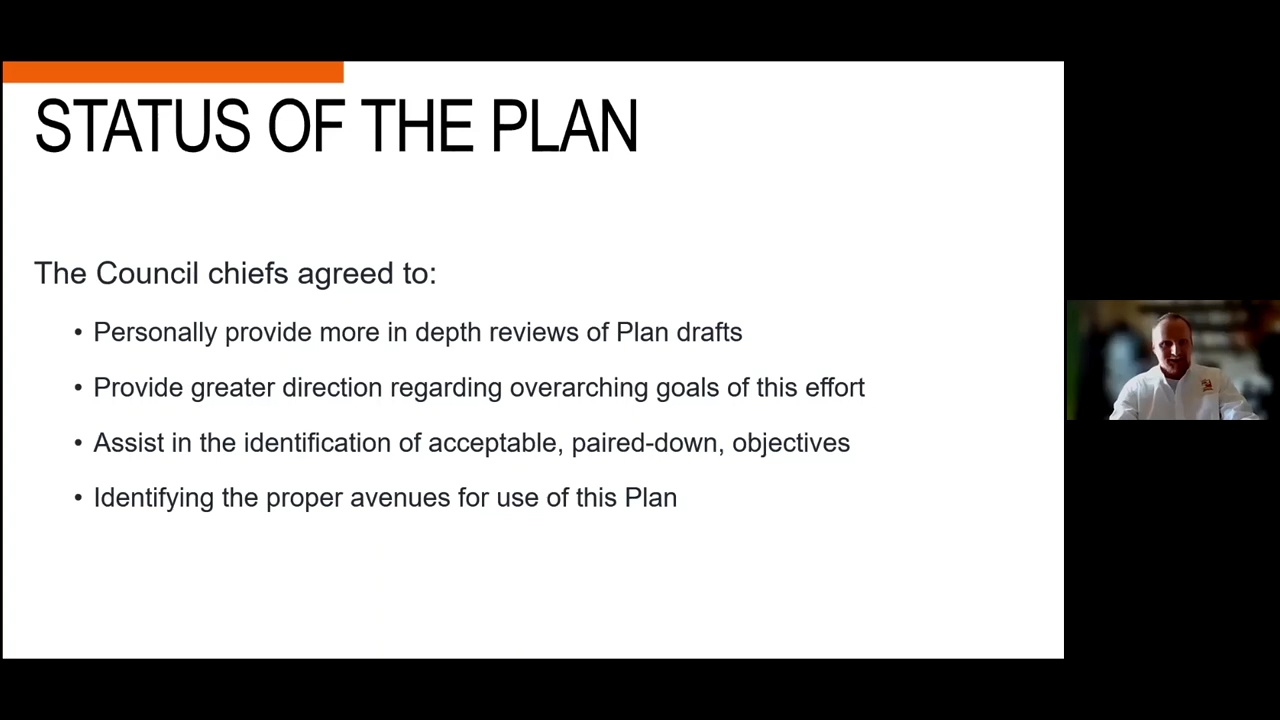 STATUS OF THE PLAN
The Council chiefs agreed to:
• Personally provide more in depth reviews of Plan drafts
• Provide greater direction regarding overarching goals of this effort
• Assist in the identification of acceptable, paired-down, objectives
• Identifying the proper avenues for use of this Plan